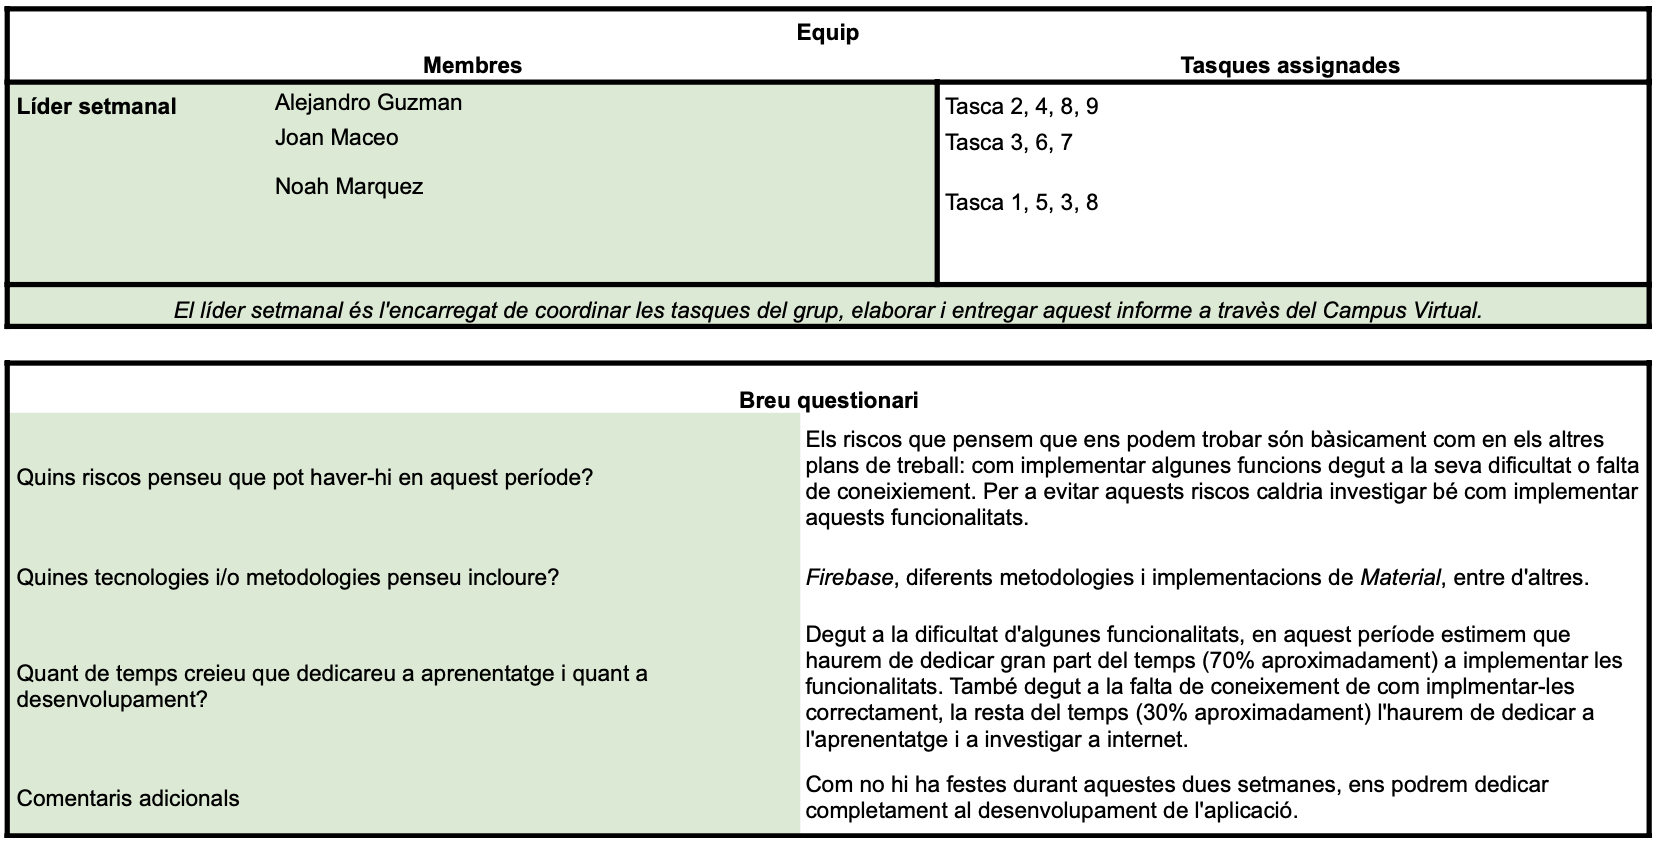 Equip
Membres Tasques assignades
Líder setmanal Alejandro Guzman Tasca 2, 4, 8, 9
Joan Maceo Tasca 3, 6, 7
Noah Marquez Tasca 1, 5, 3, 8
El líder setmanal és l'encarregat de coordinar les tasques del grup, elaborar i entregar aquest informe a travès del Campus Virtual.
Breu questionari
Quins riscos penseu que pot haver-hi en aquest període?
Els riscos que pensem que ens podem trobar són bàsicament com en els altres
plans de treball: com implementar algunes funcions degut a la seva dificultat o falta
de coneixiement. Per a evitar aquests riscos caldria investigar bé com implementar
aquests funcionalitats.
Quines tecnologies i/o metodologies penseu incloure?
Firebase, diferents metodologies i implementacions de Material, entre d'altres.
Quant de temps creieu que dedicareu a aprenentatge i quant a
desenvolupament?
Degut a la dificultat d'algunes funcionalitats, en aquest període estimem que
haurem de dedicar gran part del temps (70% aproximadament) a implementar les
funcionalitats. També degut a la falta de coneixement de com implmentar-les
correctament, la resta del temps (30% aproximadament) l'haurem de dedicar a
l'aprenentatge i a investigar a internet.
Comentaris adicionals
Com no hi ha festes durant aquestes dues setmanes, ens podrem dedicar
completament al desenvolupament de l'aplicació.